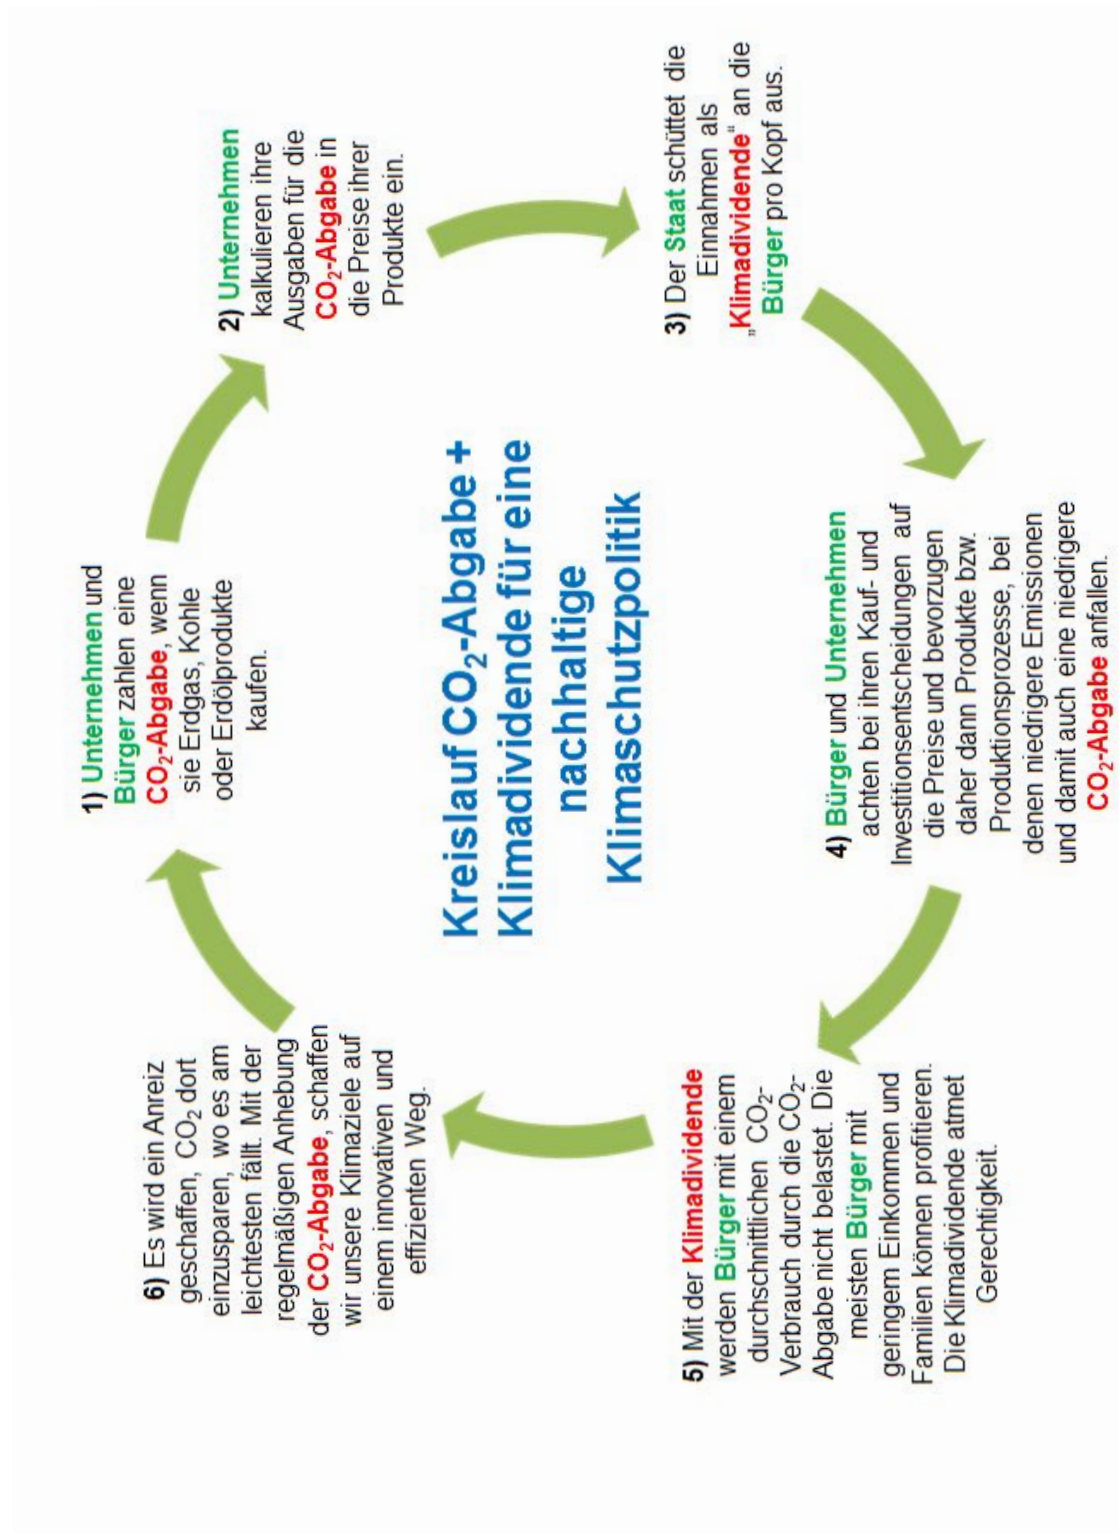 Kreislauf CO₂-Abgabe +
Klimadividende für eine
nachhaltige
Klimaschutzpolitik
1) Unternehmen und
Bürger zahlen eine
CO₂-Abgabe, wenn
sie Erdgas, Kohle
oder Erdölprodukte
kaufen.
2) Unternehmen
kalkulieren ihre
Ausgaben für die
CO₂-Abgabe in
die Preise ihrer
Produkte ein.
3) Der Staat schüttet die
Einnahmen als
„Klimadividende“ an die
Bürger pro Kopf aus.
4) Bürger und Unternehmen
achten bei ihren Kauf- und
Investitionsentscheidungen auf
die Preise und bevorzugen
daher dann Produkte bzw.
Produktionsprozesse, bei
denen niedrigere Emissionen
und damit auch eine niedrigere
CO₂-Abgabe anfallen.
5) Mit der Klimadividende
werden Bürger mit einem
durchschnittlichen CO₂-
Verbrauch durch die CO₂-
Abgabe nicht belastet. Die
meisten Bürger mit
geringem Einkommen und
Familien können profitieren.
Die Klimadividende atmet
Gerechtigkeit.
6) Es wird ein Anreiz
geschaffen, CO₂ dort
einzusparen, wo es am
leichtesten fällt. Mit der
regelmäßigen Anhebung
der CO₂-Abgabe, schaffen
wir unsere Klimaziele auf
einem innovativen und
effizienten Weg.